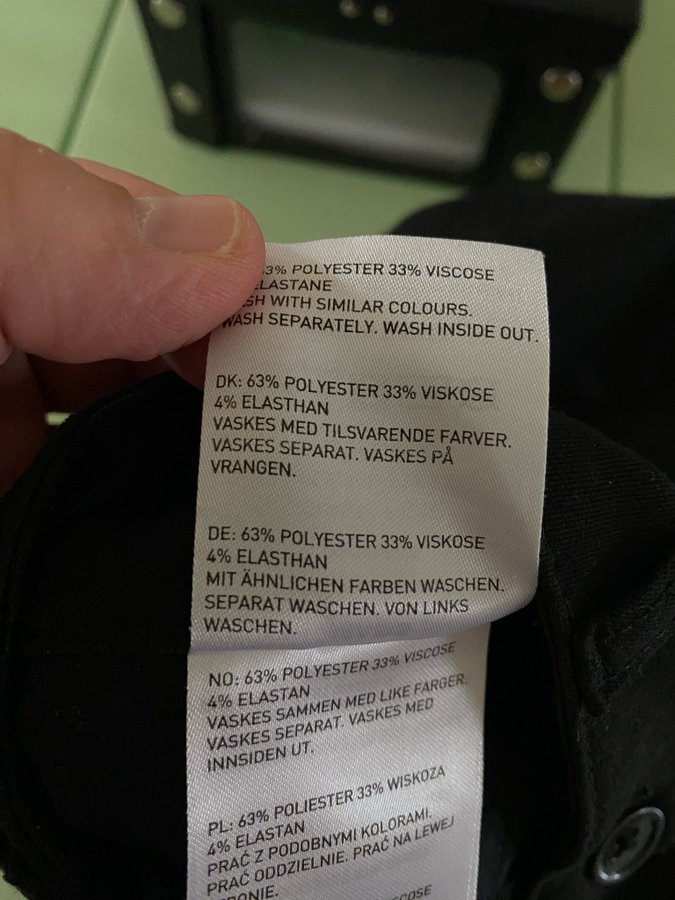 3% POLYESTER 33% VISCOSE
ELASTANE
SH WITH SIMILAR COLOURS.
WASH SEPARATELY. WASH INSIDE OUT.
DK: 63% POLYESTER 33% VISKOSE
4% ELASTHAN
VASKES MED TILSVARENDE FARVER.
VASKES SEPARAT. VASKES PÅ
VRANGEN.
DE: 63% POLYESTER 33% VISKOSE
4% ELASTHAN
MIT ÄHNLICHEN FARBEN WASCHEN.
SEPARAT WASCHEN. VON LINKS
WASCHEN.
NO: 63% POLYESTER 33% VISCOSE
4% ELASTAN
VASKES SAMMEN MED LIKE FARGER.
VASKES SEPARAT. VASKES MED
INNSIDEN UT.
PL: 63% POLIESTER 33% WISKOZA
4% ELASTAN
PRAĆ Z PODOBNYMI KOLORAMI.
PRAĆ ODDZIELNIE. PRAĆ NA LEWEJ
RONIE.
COSE